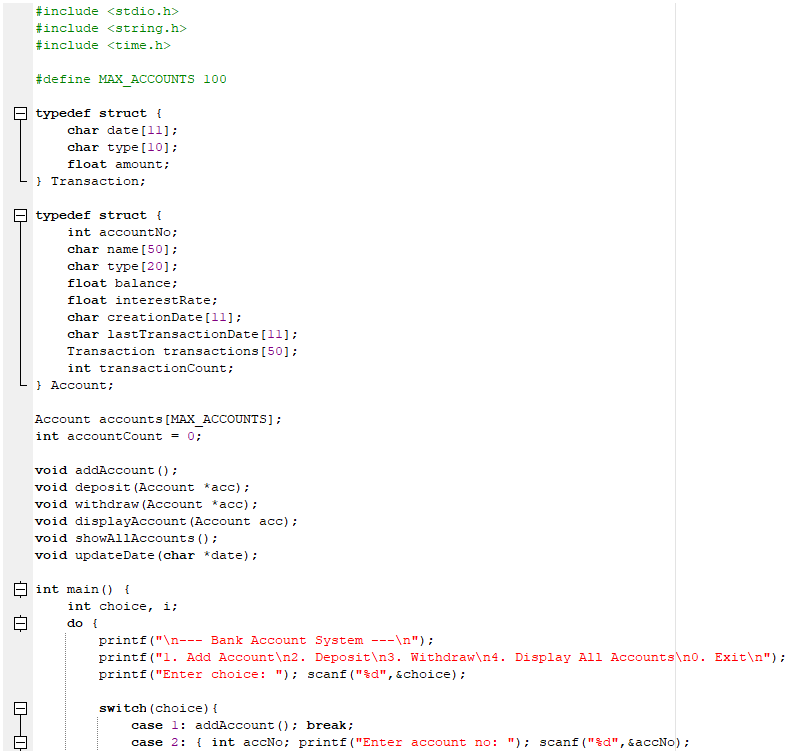 #include <stdio.h>
#include <string.h>
#include <time.h>
#define MAX_ACCOUNTS 100
typedef struct {
char date[11];
char type[10];
float amount;
} Transaction;
typedef struct {
int accountNo;
char name[50];
char type[20];
float balance;
float interestRate;
char creationDate[11];
char lastTransactionDate[11];
Transaction transactions[50];
int transactionCount;
} Account;
Account accounts[MAX_ACCOUNTS];
int accountCount = 0;
void addAccount();
void deposit(Account *acc);
void withdraw(Account *acc);
void displayAccount(Account acc);
void showAllAccounts();
void updateDate(char *date);
int main() {
int choice, i;
do {
printf("\n--- Bank Account System ---\n");
printf("1. Add Account\n2. Deposit\n3. Withdraw\n4. Display All Accounts\n0. Exit\n");
printf("Enter choice: "); scanf("%d",&choice);
switch(choice){
case 1: addAccount(); break;
case 2: { int accNo; printf("Enter account no: "); scanf("%d",&accNo);